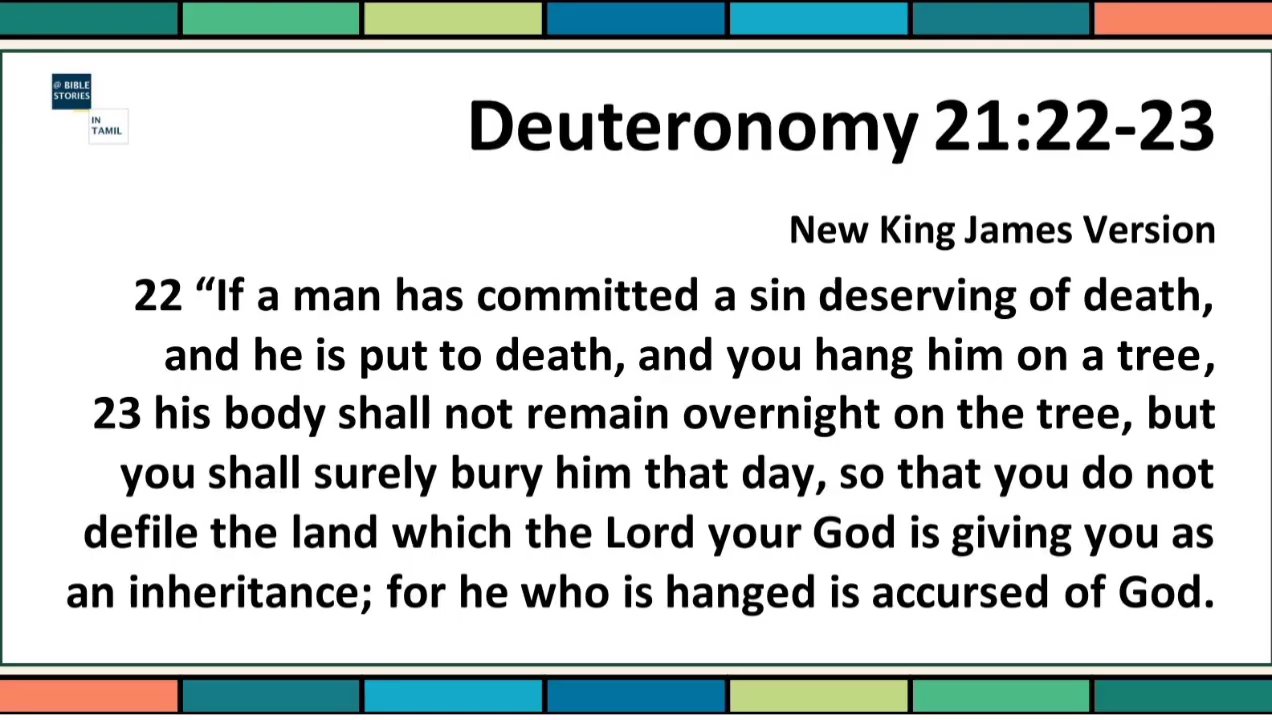 @ BIBLE
STORIES
IN
TAMIL
Deuteronomy 21:22-23
New King James Version
22 “If a man has committed a sin deserving of death,
and he is put to death, and you hang him on a tree,
23 his body shall not remain overnight on the tree, but
you shall surely bury him that day, so that you do not
defile the land which the Lord your God is giving you as
an inheritance; for he who is hanged is accursed of God.